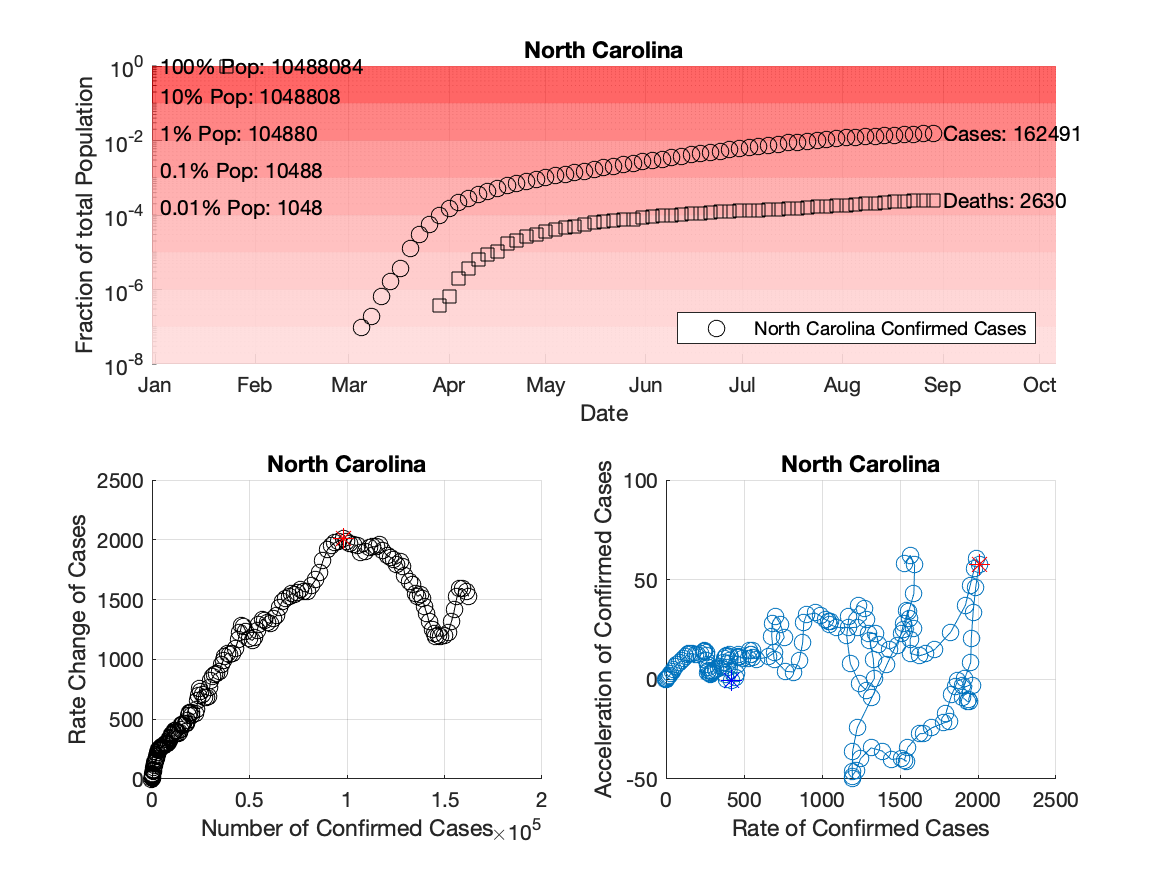 North Carolina
Fraction of total Population
10^0
10^-2
10^-4
10^-6
10^-8
100% Pop: 10488084
10% Pop: 1048808
1% Pop: 104880
0.1% Pop: 10488
0.01% Pop: 1048
Cases: 162491
Deaths: 2630
North Carolina Confirmed Cases
Jan Feb Mar Apr May Jun Jul Aug Sep Oct
Date
North Carolina
Rate Change of Cases
2500
2000
1500
1000
500
0
0 0.5 1 1.5 2
Number of Confirmed Cases ×10^5
North Carolina
Acceleration of Confirmed Cases
100
50
0
-50
0 500 1000 1500 2000 2500
Rate of Confirmed Cases